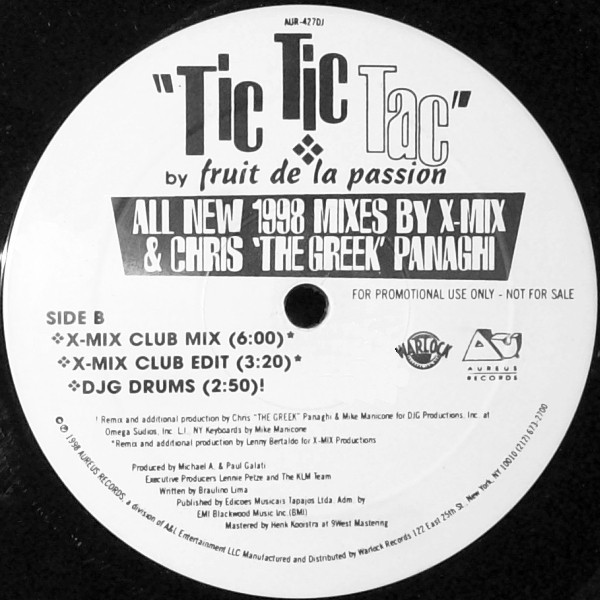 AUR-427DJ
"Tic Tic Tac"
by fruit de la passion
ALL NEW 1998 MIXES BY X-MIX
& CHRIS 'THE GREEK' PANAGHI
FOR PROMOTIONAL USE ONLY - NOT FOR SALE
SIDE B
❖X-MIX CLUB MIX (6:00)*
❖X-MIX CLUB EDIT (3:20)*
❖DJG DRUMS (2:50)!
WARLOCK
AUREUS
RECORDS
! Remix and additional production by Chris "THE GREEK" Panaghi & Mike Manicone for DJG Productions, Inc. at
Omega Sudios, Inc. L.I., NY Keyboards by Mike Manicone
*Remix and additional production by Lenny Bertaldo for X-MIX Productions
Produced by Michael A. & Paul Galati
Executive Producers Lennie Petze and The KLM Team
Written by Braulino Lima
Published by Edicoes Musicais Tapajos Ltda. Adm. by
EMI Blackwood Music Inc.(BMI)
Mastered by Henk Kooistra at 9West Mastering
©℗ 1998 AUREUS RECORDS, a division of A&L Entertainment LLC Manufactured and Distributed by Warlock Records 122 East 25th St., New York, NY 10010 (212) 673-2700